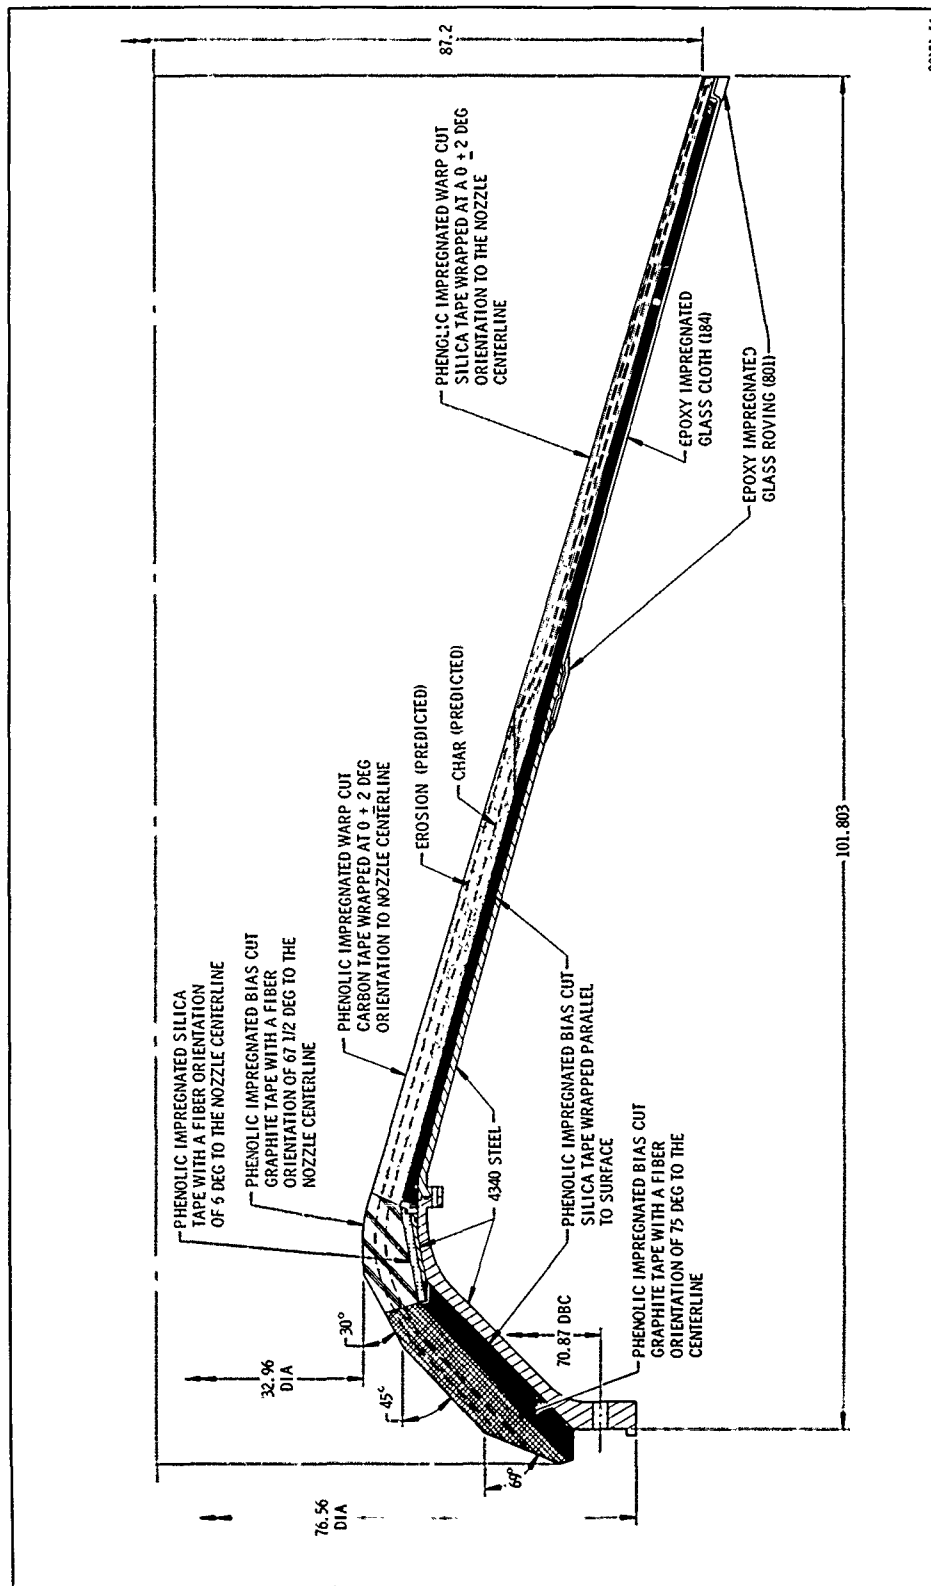 87.2
PHENOLIC IMPREGNATED WARP CUT
SILICA TAPE WRAPPED AT A 0 ± 2 DEG
ORIENTATION TO THE NOZZLE
CENTERLINE
EPOXY IMPREGNATED
GLASS CLOTH (184)
EPOXY IMPREGNATED
GLASS ROVING (801)
101.803
EROSION (PREDICTED)
CHAR (PREDICTED)
PHENOLIC IMPREGNATED WARP CUT
CARBON TAPE WRAPPED AT 0 ± 2 DEG
ORIENTATION TO NOZZLE CENTERLINE
PHENOLIC IMPREGNATED BIAS CUT
GRAPHITE TAPE WITH A FIBER
ORIENTATION OF 67 1/2 DEG TO THE
NOZZLE CENTERLINE
PHENOLIC IMPREGNATED SILICA
TAPE WITH A FIBER ORIENTATION
OF 6 DEG TO THE NOZZLE CENTERLINE
4340 STEEL
PHENOLIC IMPREGNATED BIAS CUT
SILICA TAPE WRAPPED PARALLEL
TO SURFACE
PHENOLIC IMPREGNATED BIAS CUT
GRAPHITE TAPE WITH A FIBER
ORIENTATION OF 75 DEG TO THE
CENTERLINE
70.87 DBC
30°
32.96
DIA
45°
69°
76.56
DIA